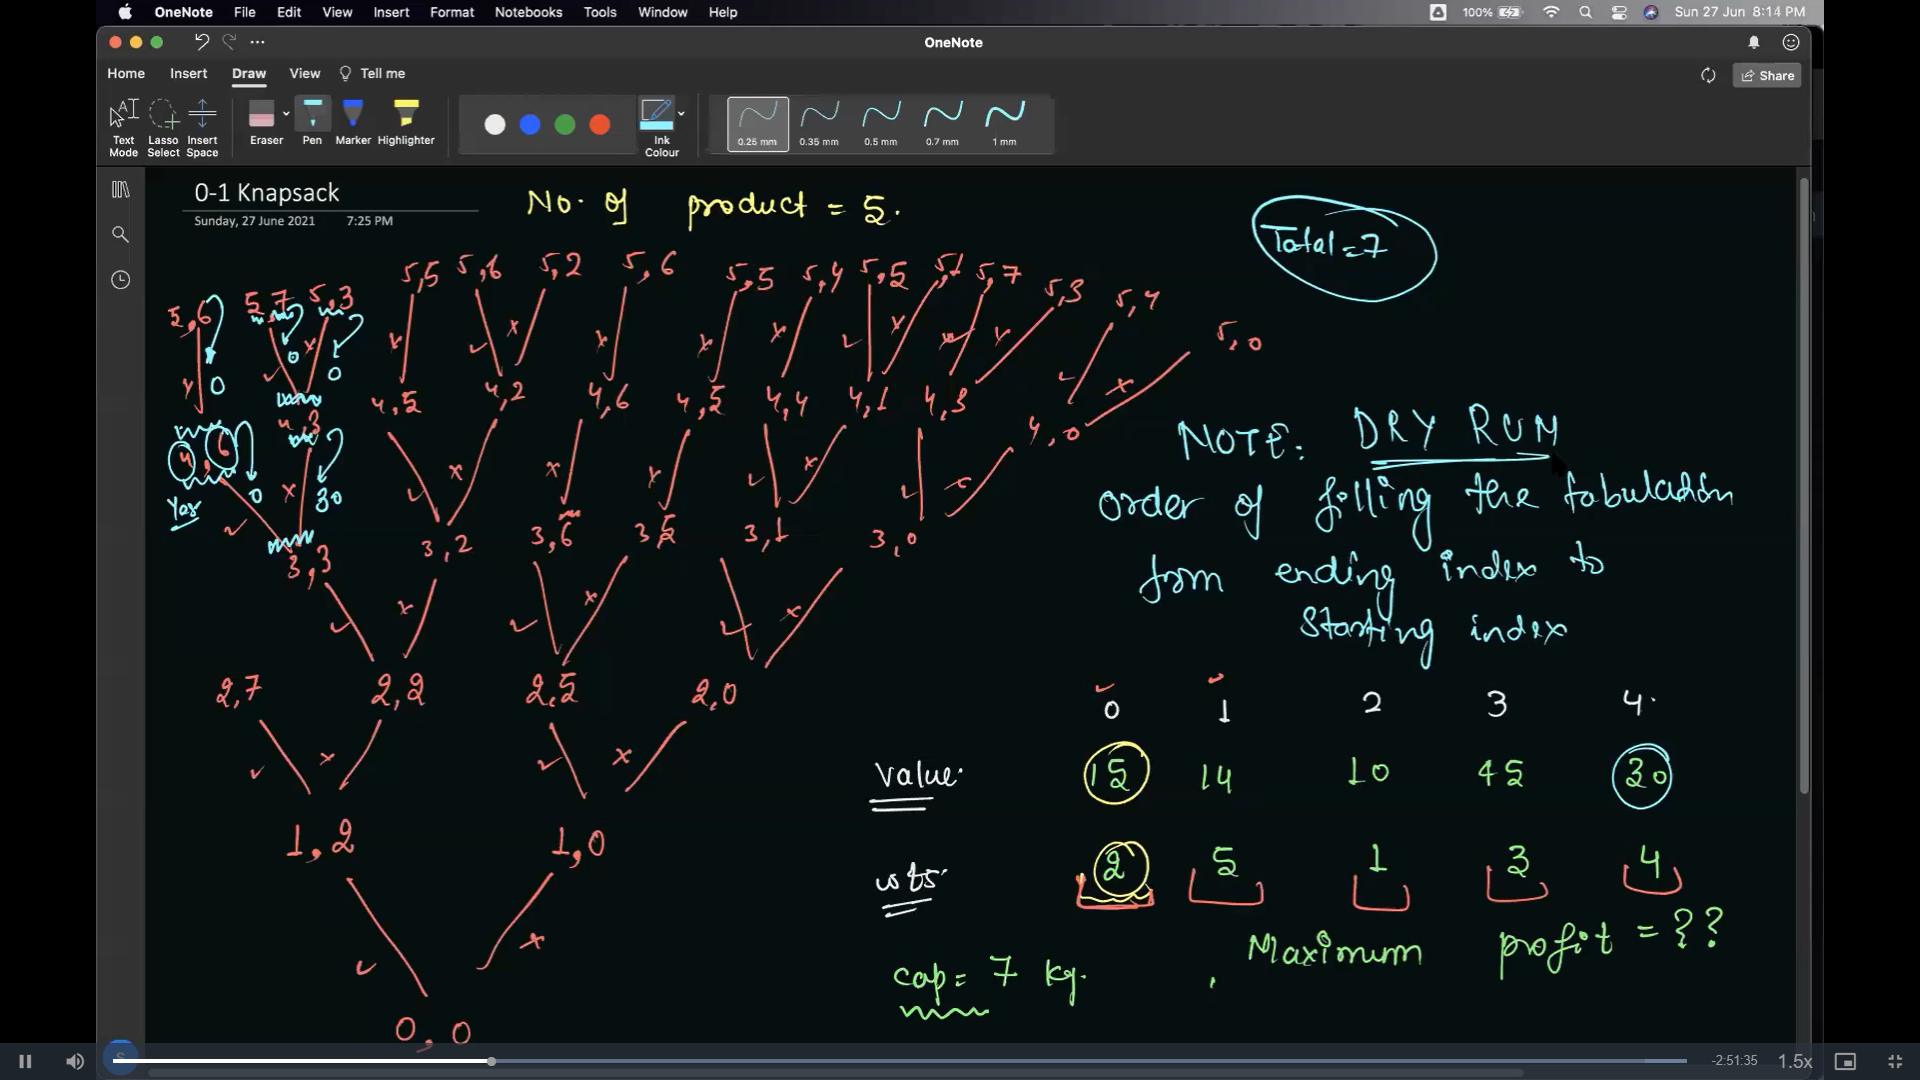 OneNote File Edit View Insert Format Notebooks Tools Window Help 100% Sun 27 Jun 8:14 PM
OneNote
Home Insert Draw View Tell me Share
Text Mode Lasso Select Insert Space Eraser Pen Marker Highlighter Ink Colour 0.25 mm 0.35 mm 0.5 mm 0.7 mm 1 mm
0-1 Knapsack
Sunday, 27 June 2021 7:25 PM
No. of product = 5.
Total = 7
5,6 5,7 5,3 5,5 5,6 5,2 5,6 5,5 5,4 5,5 5,1 5,7 5,3 5,4 5,0
0 0 0
4,6 4,3 4,5 4,2 4,6 4,5 4,4 4,1 4,3 4,0
Yes 0 30
3,3 3,2 3,6 3,5 3,1 3,0
2,7 2,2 2,5 2,0
1,2 1,0
0,0
NOTE: DRY RUN
order of filling the tabulation
from ending index to
starting index
0 1 2 3 4.
value 15 14 10 45 30
wts 2 5 1 3 4
cap = 7 kg. , Maximum profit = ??
-2:51:35 1.5x